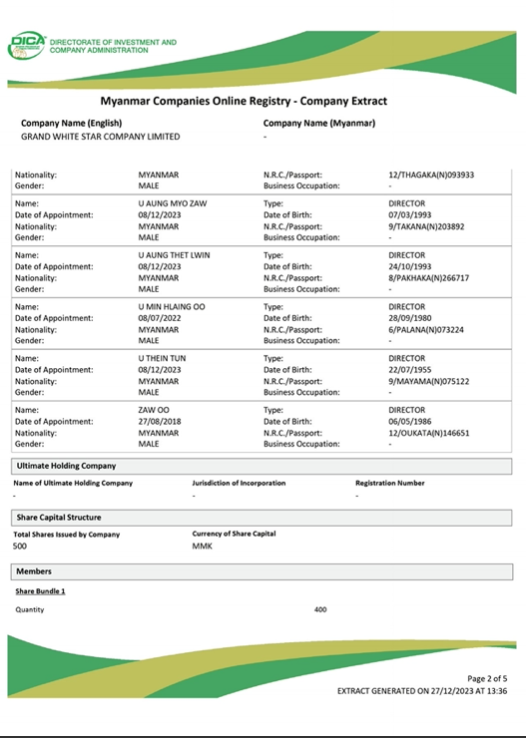 DICA
DIRECTORATE OF INVESTMENT AND
COMPANY ADMINISTRATION
Myanmar Companies Online Registry - Company Extract
Company Name (English) Company Name (Myanmar)
GRAND WHITE STAR COMPANY LIMITED -
Nationality: MYANMAR N.R.C./Passport: 12/THAGAKA(N)093933
Gender: MALE Business Occupation: -
Name: U AUNG MYO ZAW Type: DIRECTOR
Date of Appointment: 08/12/2023 Date of Birth: 07/03/1993
Nationality: MYANMAR N.R.C./Passport: 9/TAKANA(N)203892
Gender: MALE Business Occupation: -
Name: U AUNG THET LWIN Type: DIRECTOR
Date of Appointment: 08/12/2023 Date of Birth: 24/10/1993
Nationality: MYANMAR N.R.C./Passport: 8/PAKHAKA(N)266717
Gender: MALE Business Occupation: -
Name: U MIN HLAING OO Type: DIRECTOR
Date of Appointment: 08/07/2022 Date of Birth: 28/09/1980
Nationality: MYANMAR N.R.C./Passport: 6/PALANA(N)073224
Gender: MALE Business Occupation: -
Name: U THEIN TUN Type: DIRECTOR
Date of Appointment: 08/12/2023 Date of Birth: 22/07/1955
Nationality: MYANMAR N.R.C./Passport: 9/MAYAMA(N)075122
Gender: MALE Business Occupation: -
Name: ZAW OO Type: DIRECTOR
Date of Appointment: 27/08/2018 Date of Birth: 06/05/1986
Nationality: MYANMAR N.R.C./Passport: 12/OUKATA(N)146651
Gender: MALE Business Occupation: -
Ultimate Holding Company
Name of Ultimate Holding Company Jurisdiction of Incorporation Registration Number
- - -
Share Capital Structure
Total Shares Issued by Company Currency of Share Capital
500 MMK
Members
Share Bundle 1
Quantity 400
Page 2 of 5
EXTRACT GENERATED ON 27/12/2023 AT 13:36